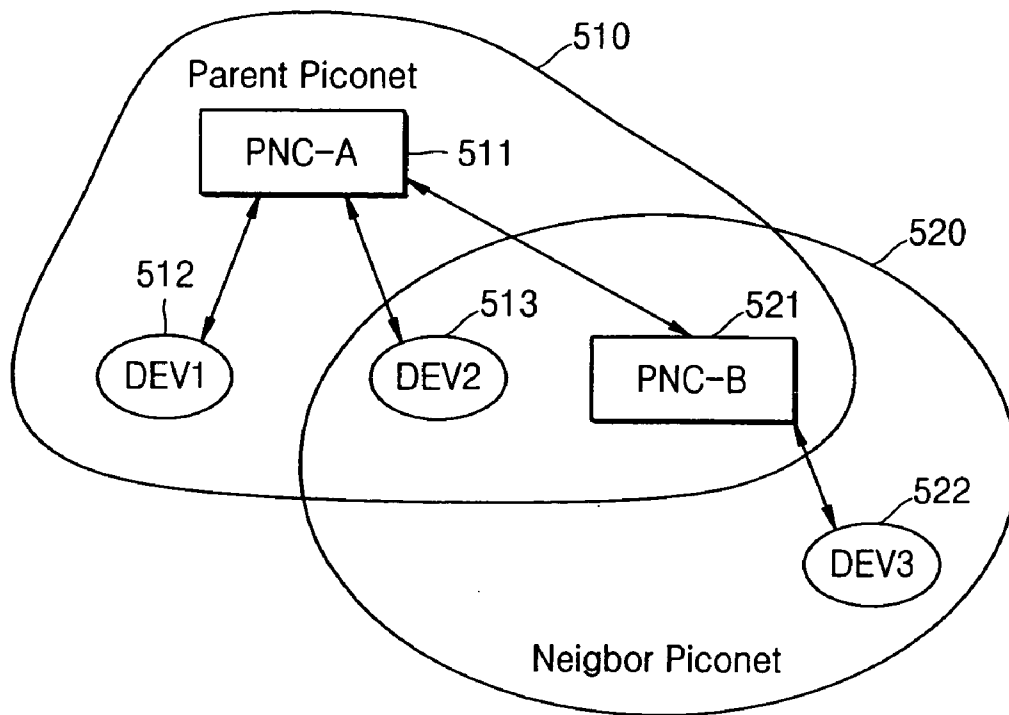 510
Parent Piconet
PNC-A
511
520
512
513
521
DEV1
DEV2
PNC-B
522
DEV3
Neigbor Piconet